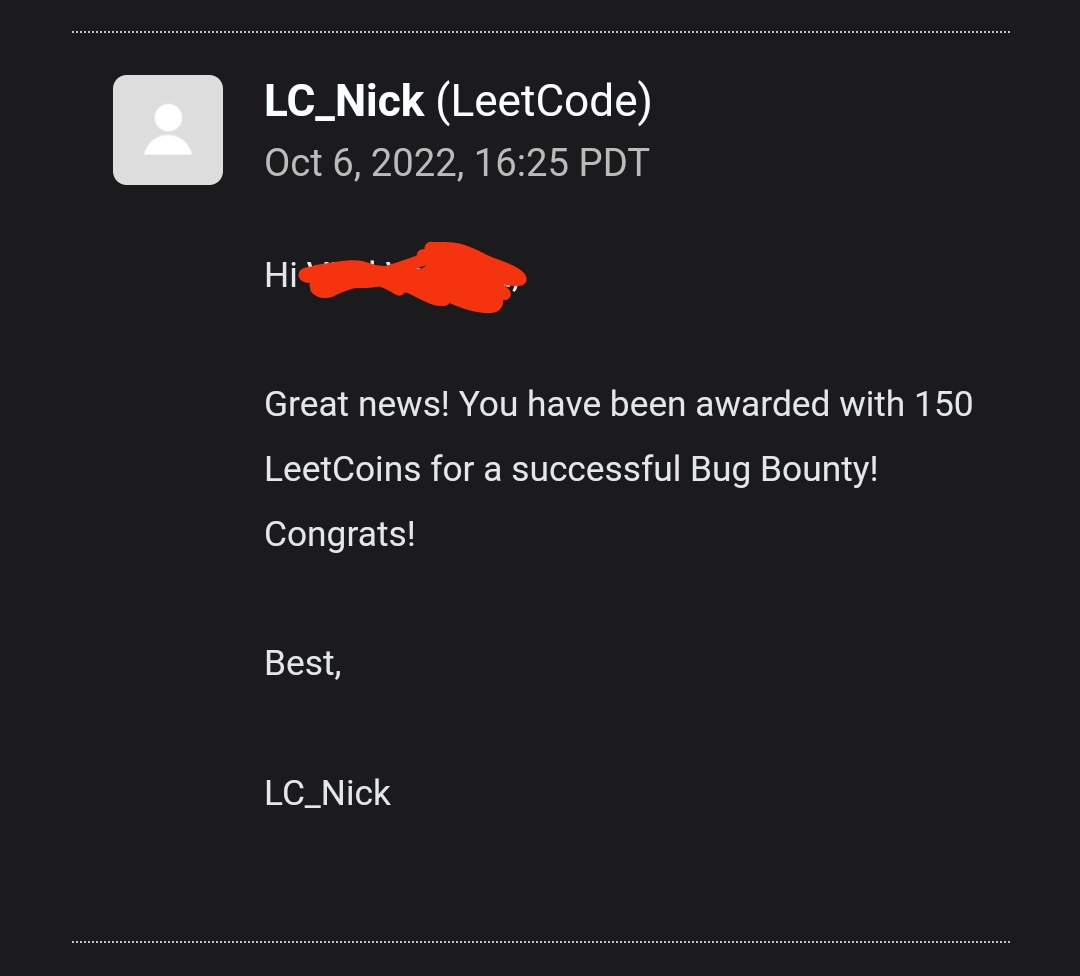 LC_Nick (LeetCode)
Oct 6, 2022, 16:25 PDT
Hi
Great news! You have been awarded with 150
LeetCoins for a successful Bug Bounty!
Congrats!
Best,
LC_Nick